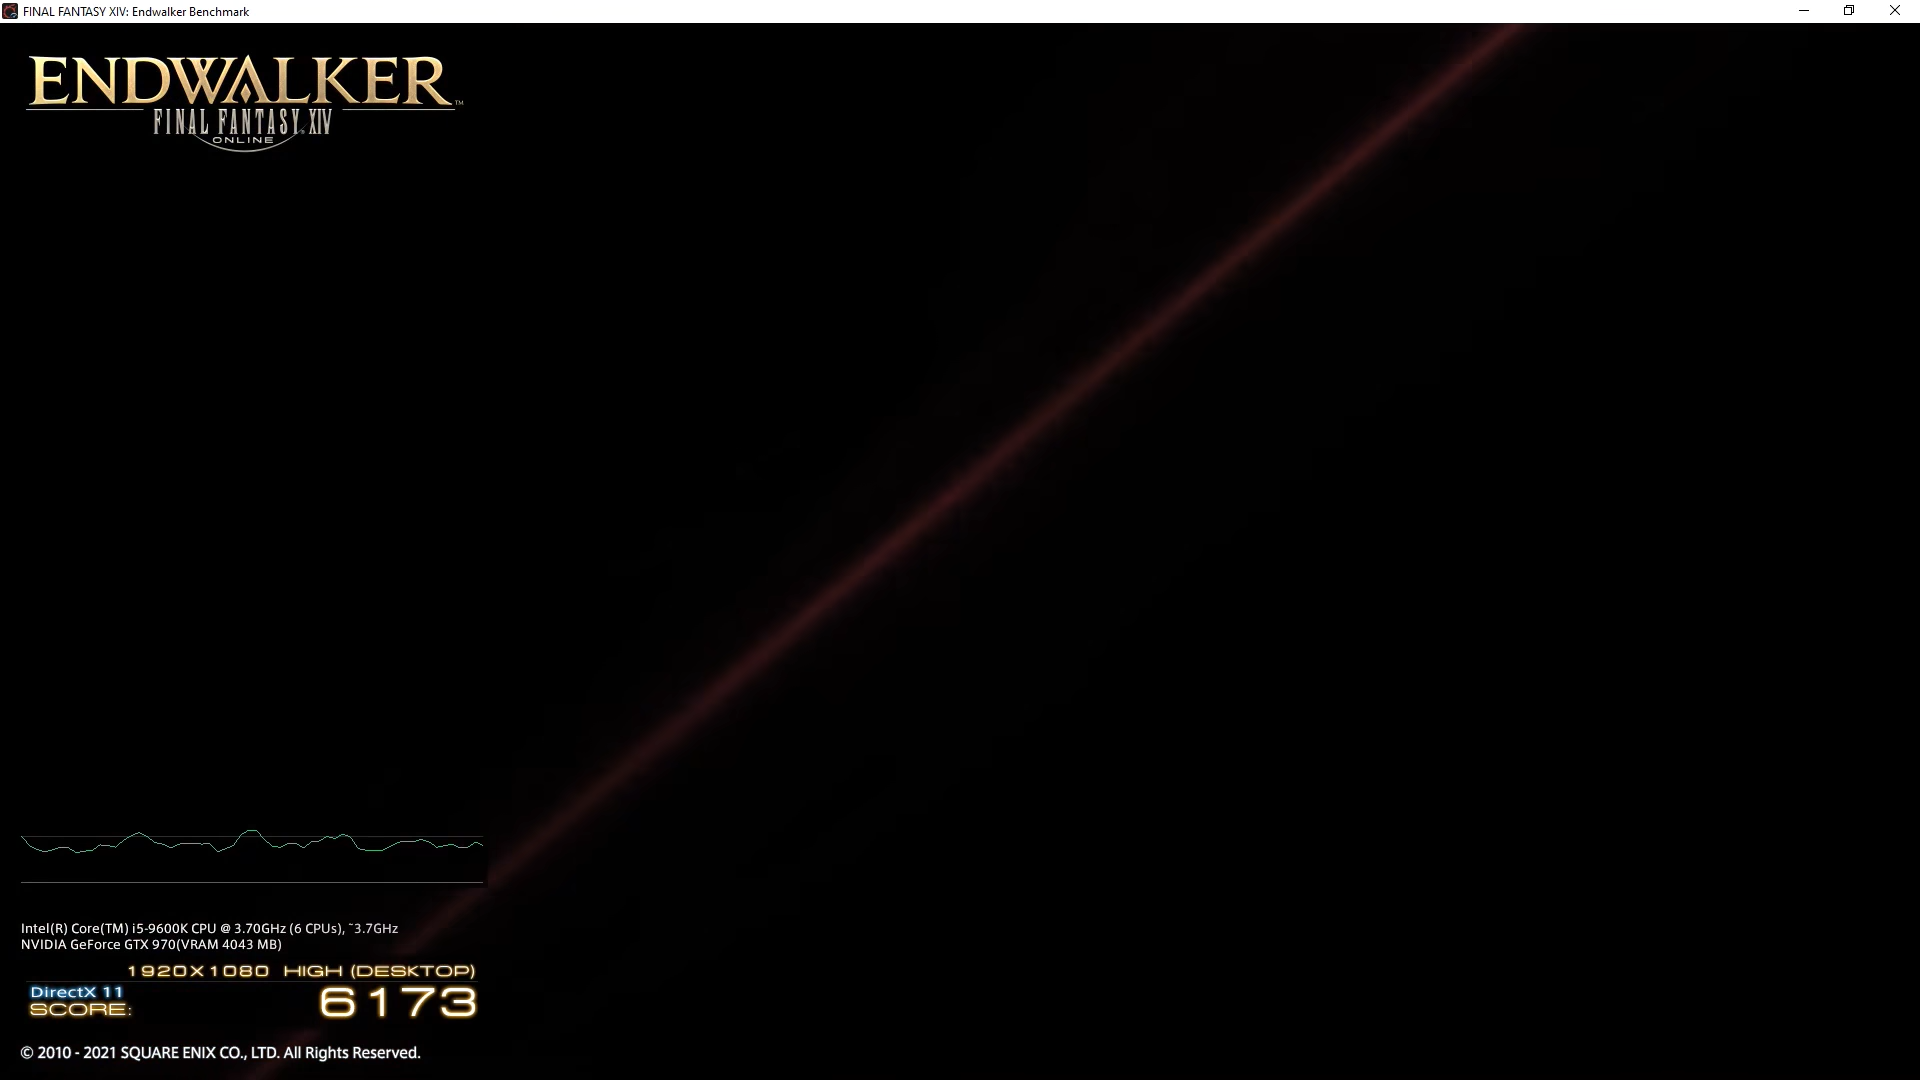 FINAL FANTASY XIV: Endwalker Benchmark
ENDWALKER™
FINAL FANTASY XIV
ONLINE
Intel(R) Core(TM) i5-9600K CPU @ 3.70GHz (6 CPUs), ~3.7GHz
NVIDIA GeForce GTX 970(VRAM 4043 MB)
1920X1080 HIGH (DESKTOP)
DirectX 11
SCORE: 6173
© 2010 - 2021 SQUARE ENIX CO., LTD. All Rights Reserved.